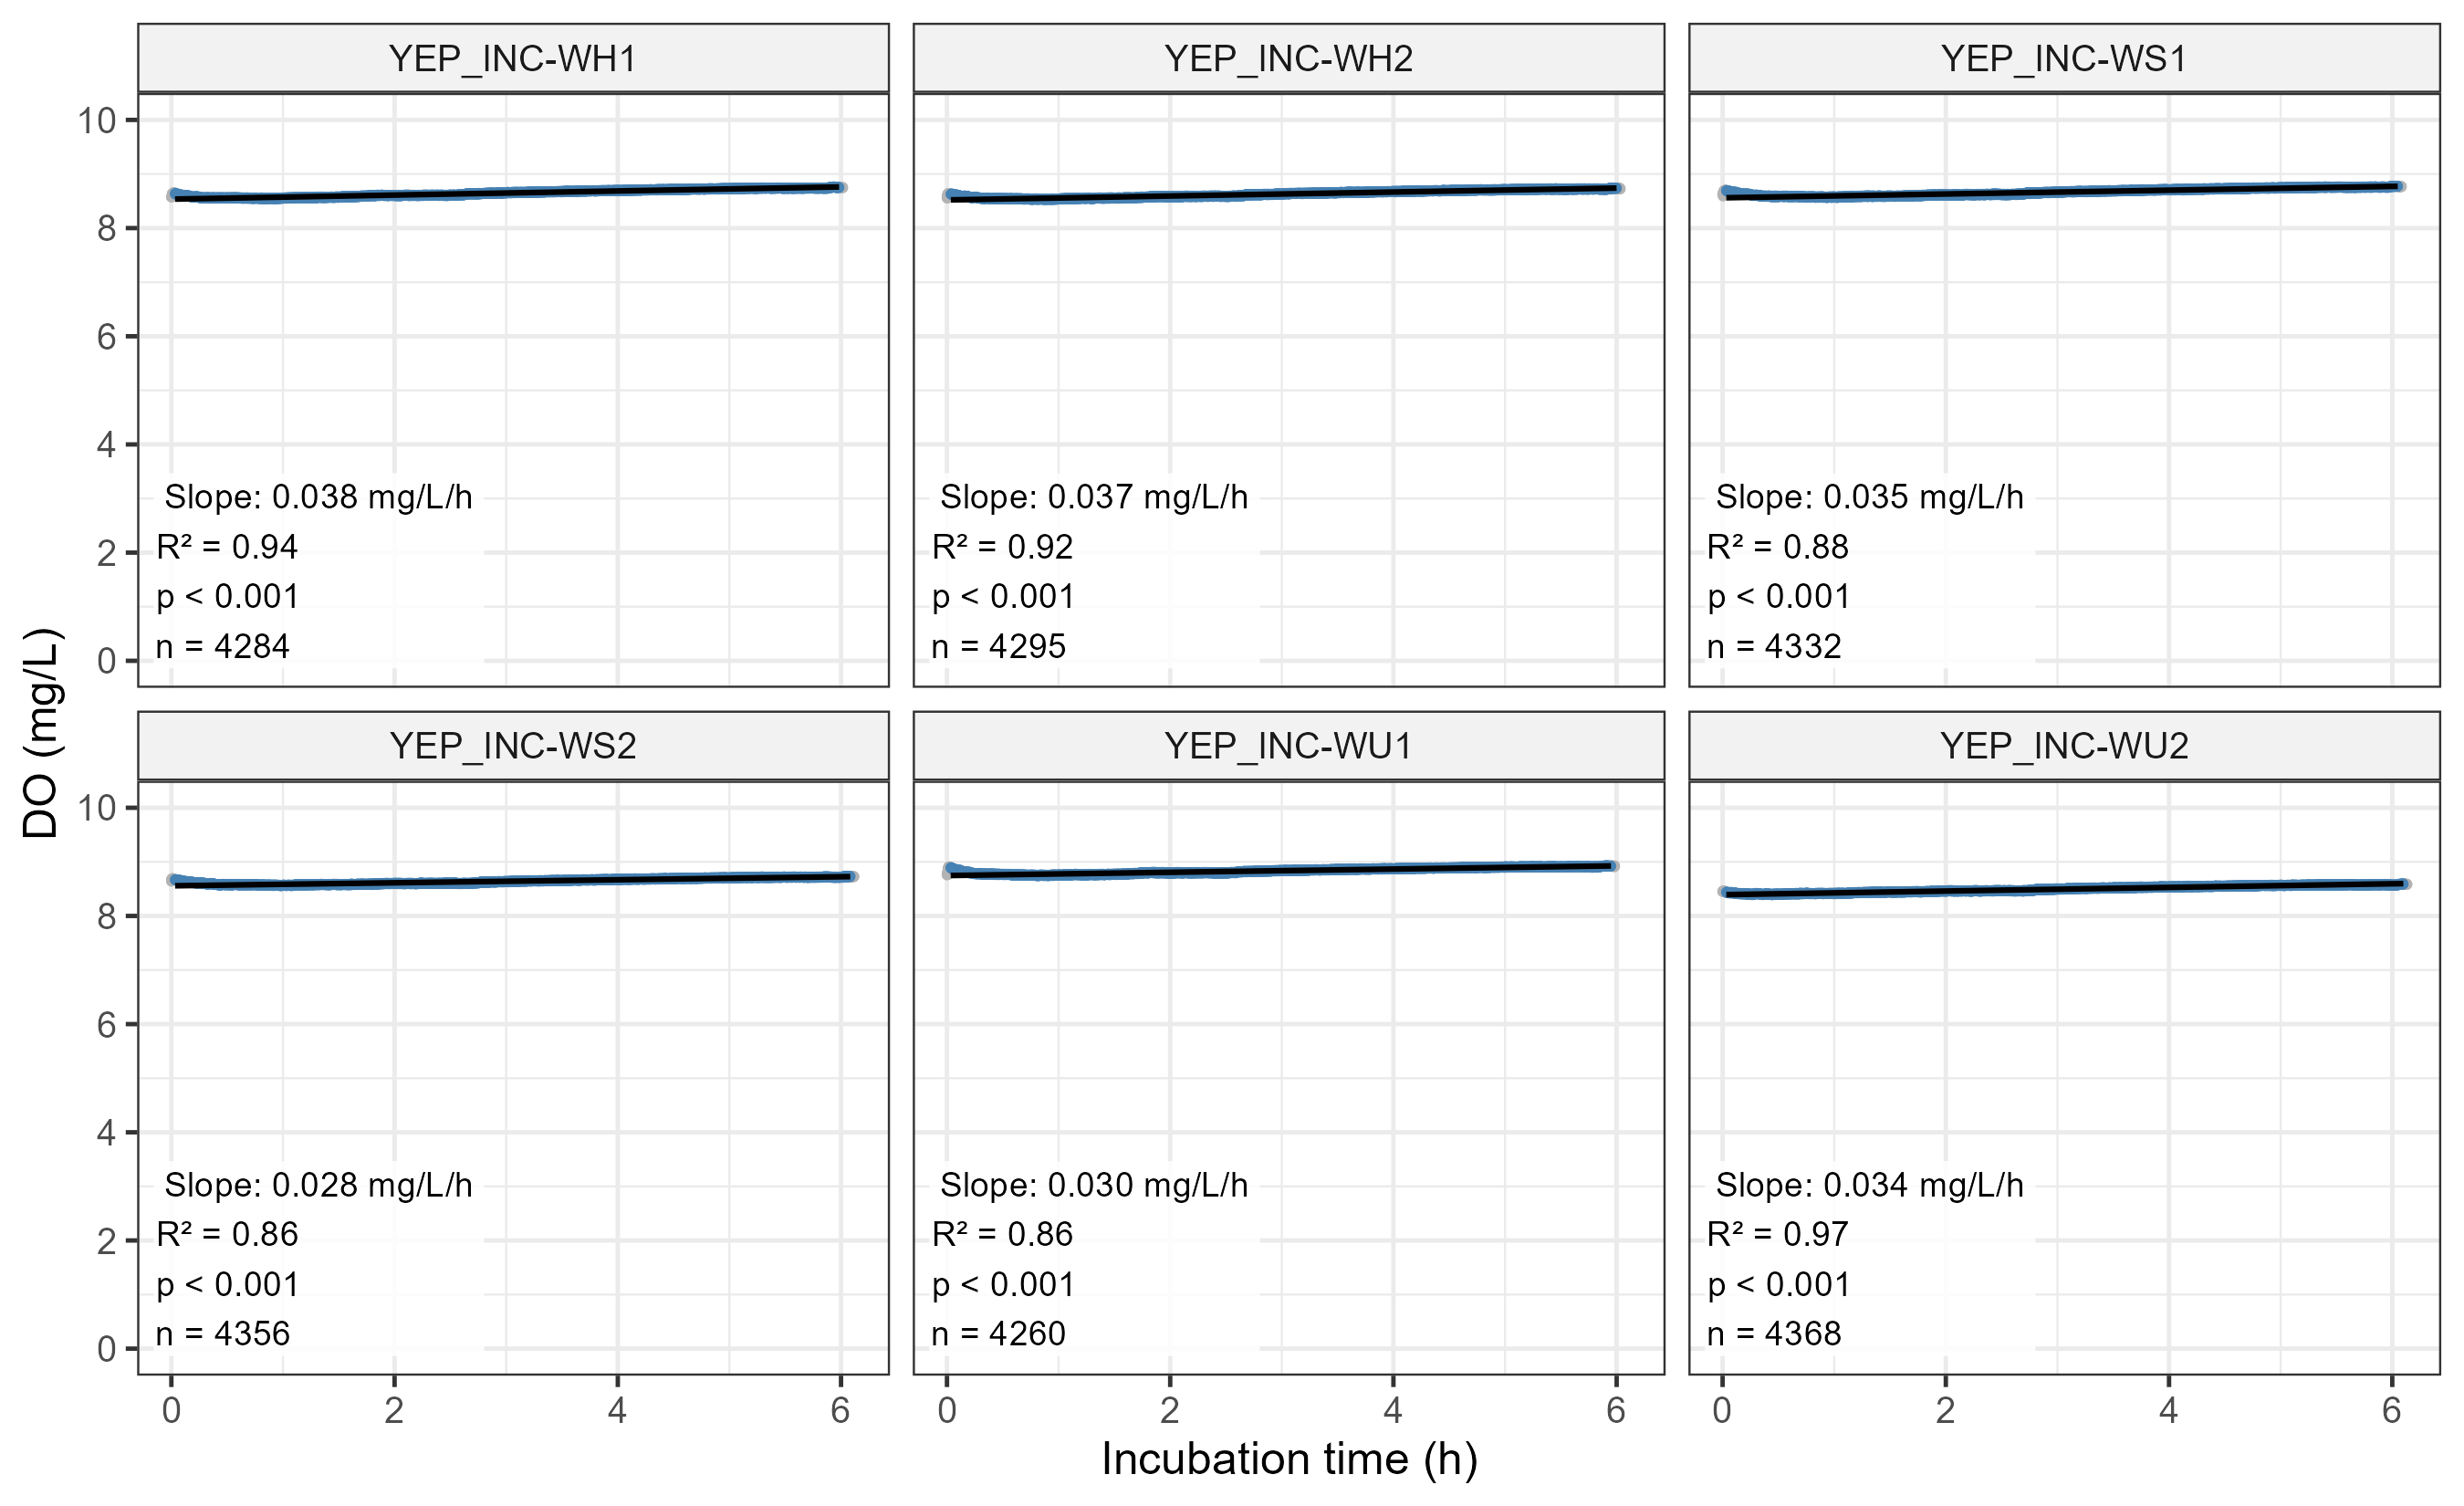 YEP_INC-WH1
YEP_INC-WH2
YEP_INC-WS1
10
8
6
4
2
0
Slope: 0.038 mg/L/h
R² = 0.94
p < 0.001
n = 4284
Slope: 0.037 mg/L/h
R² = 0.92
p < 0.001
n = 4295
Slope: 0.035 mg/L/h
R² = 0.88
p < 0.001
n = 4332
DO (mg/L)
YEP_INC-WS2
YEP_INC-WU1
YEP_INC-WU2
10
8
6
4
2
0
Slope: 0.028 mg/L/h
R² = 0.86
p < 0.001
n = 4356
Slope: 0.030 mg/L/h
R² = 0.86
p < 0.001
n = 4260
Slope: 0.034 mg/L/h
R² = 0.97
p < 0.001
n = 4368
0 2 4 6
0 2 4 6
0 2 4 6
Incubation time (h)